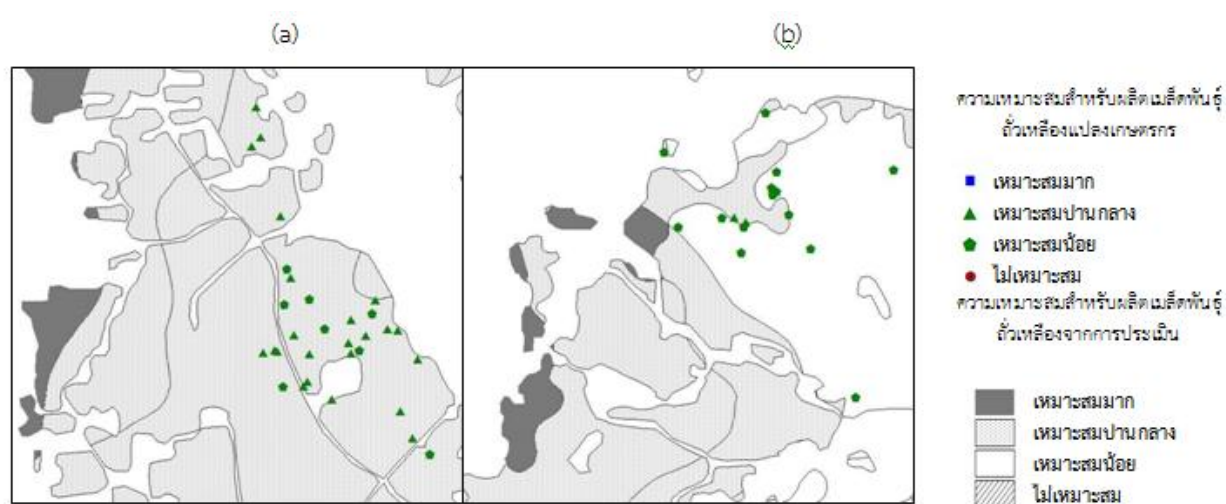 (a)
(b)
ความเหมาะสมสำหรับผลิตเมล็ดพันธุ์
ถั่วเหลืองแปลงเกษตรกร
เหมาะสมมาก
เหมาะสมปานกลาง
เหมาะสมน้อย
ไม่เหมาะสม
ความเหมาะสมสำหรับผลิตเมล็ดพันธุ์
ถั่วเหลืองจากการประเมิน
เหมาะสมมาก
เหมาะสมปานกลาง
เหมาะสมน้อย
ไม่เหมาะสม